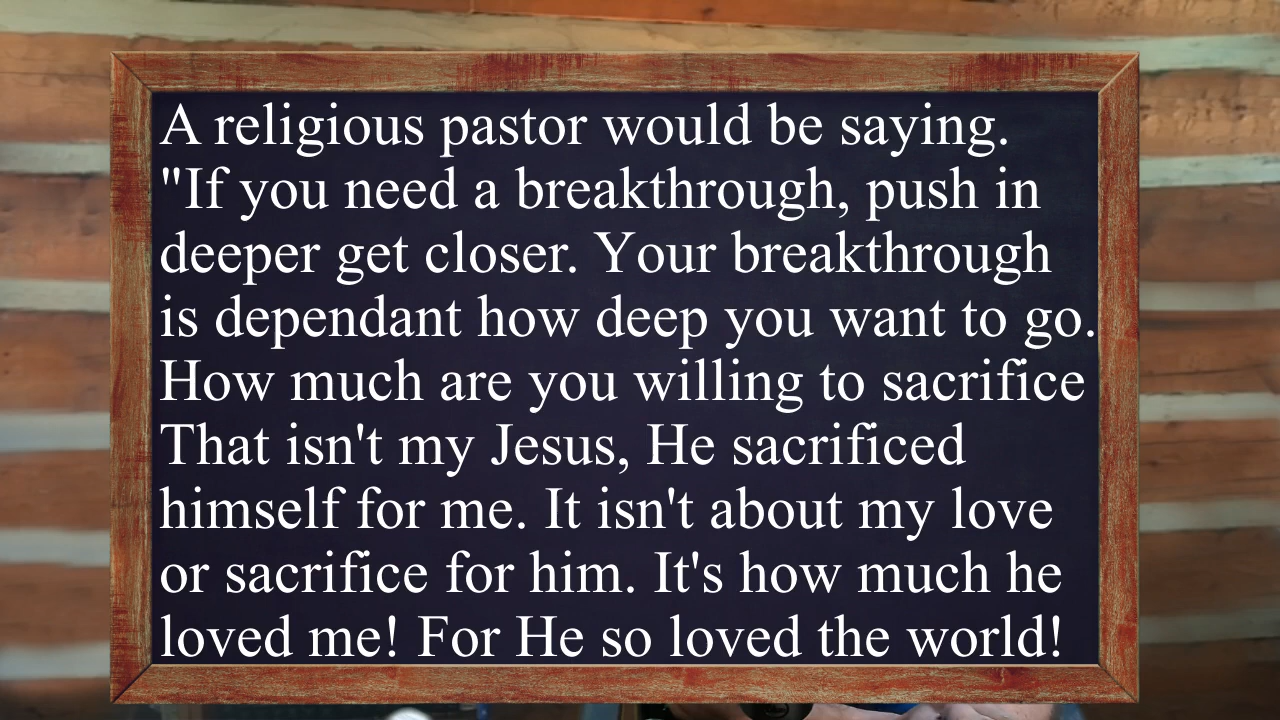 A religious pastor would be saying.
"If you need a breakthrough, push in
deeper get closer. Your breakthrough
is dependant how deep you want to go.
How much are you willing to sacrifice
That isn't my Jesus, He sacrificed
himself for me. It isn't about my love
or sacrifice for him. It's how much he
loved me! For He so loved the world!